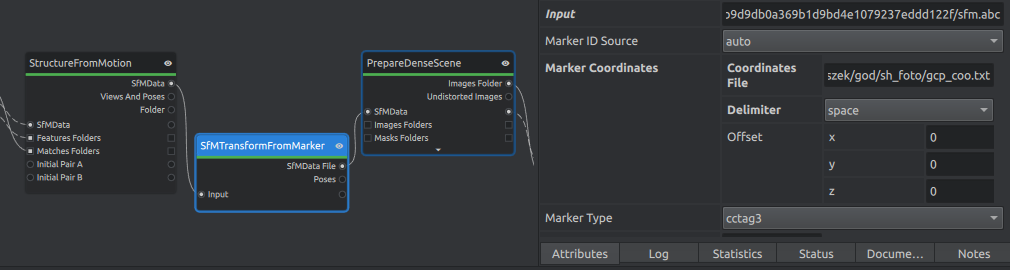 StructureFromMotion
SfMData
Views And Poses
Folder
SfMData
Features Folders
Matches Folders
Initial Pair A
Initial Pair B
SfMTransformFromMarker
SfMData File
Poses
Input
PrepareDenseScene
Images Folder
Undistorted Images
SfMData
Images Folders
Masks Folders
Input
b9d9db0a369b1d9bd4e1079237eddd122f/sfm.abc
Marker ID Source
auto
Marker Coordinates
Coordinates
File
szek/god/sh_foto/gcp_coo.txt
Delimiter
space
Offset
x
0
y
0
z
0
Marker Type
cctag3
Attributes
Log
Statistics
Status
Docume...
Notes